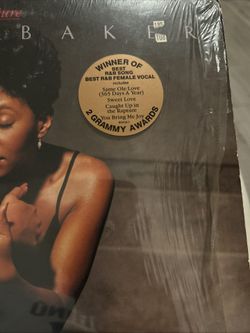 BAKER
WINNER OF
BEST
R&B SONG
BEST R&B FEMALE VOCAL
includes
Same Ole Love
(365 Days A Year)
Sweet Love
Caught Up in
the Rapture
You Bring Me Joy
2 GRAMMY AWARDS